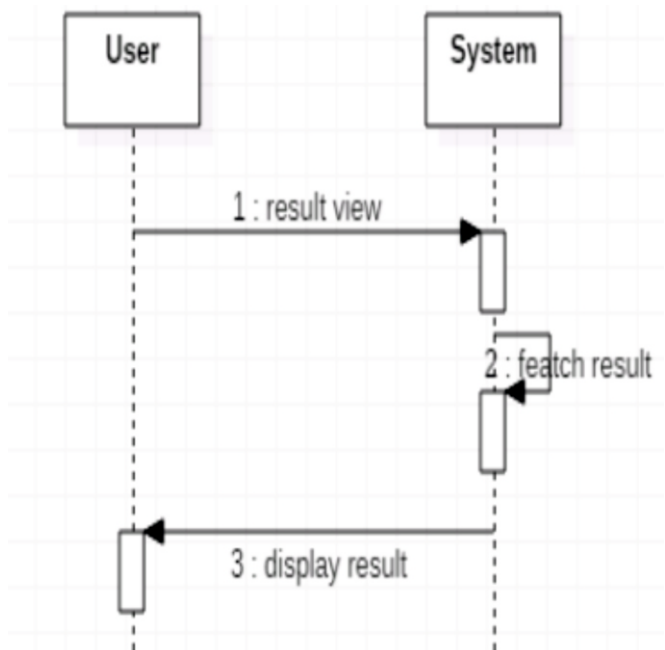 User
System
1 : result view
2 : featch result
3 : display result